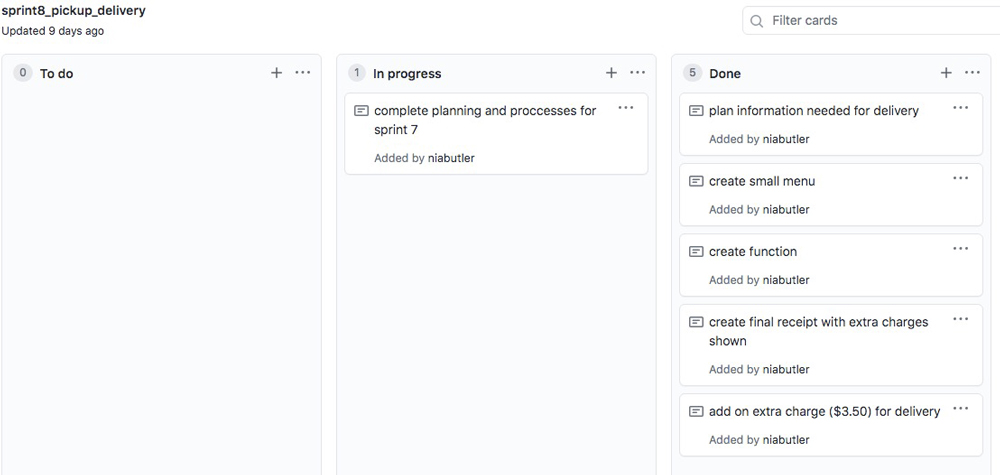 sprint8_pickup_delivery
Updated 9 days ago
Filter cards
0 To do
1 In progress
complete planning and proccesses for
sprint 7
Added by niabutler
5 Done
plan information needed for delivery
Added by niabutler
create small menu
Added by niabutler
create function
Added by niabutler
create final receipt with extra charges
shown
Added by niabutler
add on extra charge ($3.50) for delivery
Added by niabutler